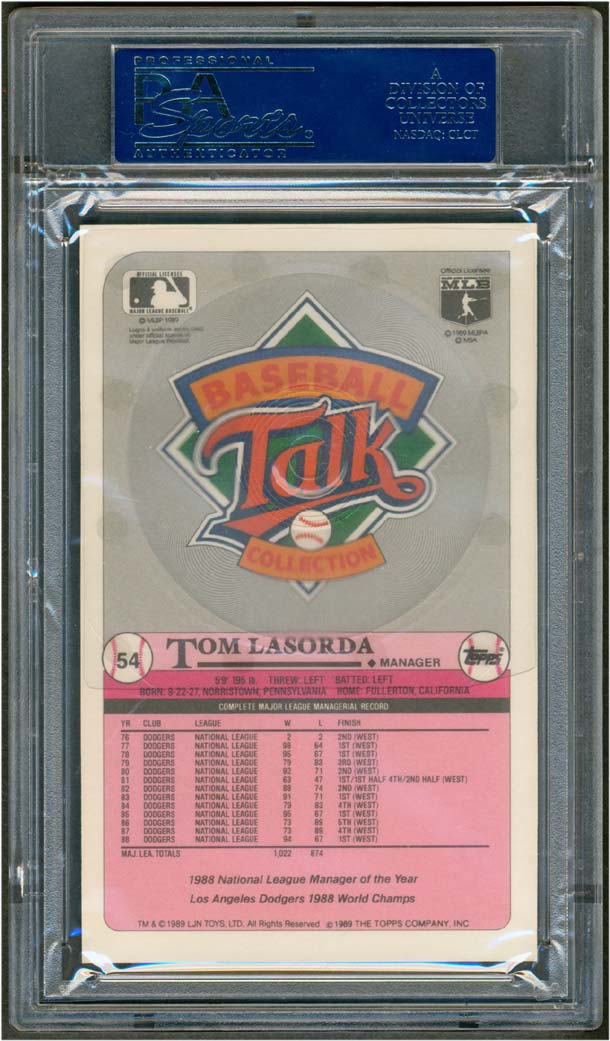 PROFESSIONAL
PSA
Sports
AUTHENTICATOR
A
DIVISION OF
COLLECTORS
UNIVERSE
NASDAQ: CLCT
OFFICIAL LICENSEE
MAJOR LEAGUE BASEBALL
© MLBP 1989
Major League Baseball.
Official Licensee
MLB
© 1989 MLBPA
© MSA
BASEBALL
Talk
COLLECTION
54 TOM LASORDA
MANAGER
TOPPS
5'9" 195 lb. THREW: LEFT BATTED: LEFT
BORN: 9-22-27, NORRISTOWN, PENNSYLVANIA HOME: FULLERTON, CALIFORNIA
COMPLETE MAJOR LEAGUE MANAGERIAL RECORD
YR CLUB LEAGUE W L FINISH
76 DODGERS NATIONAL LEAGUE 2 2 2ND (WEST)
77 DODGERS NATIONAL LEAGUE 98 64 1ST (WEST)
78 DODGERS NATIONAL LEAGUE 95 67 1ST (WEST)
79 DODGERS NATIONAL LEAGUE 79 83 3RD (WEST)
80 DODGERS NATIONAL LEAGUE 92 71 2ND (WEST)
81 DODGERS NATIONAL LEAGUE 63 47 1ST/1ST HALF 4TH/2ND HALF (WEST)
82 DODGERS NATIONAL LEAGUE 88 74 2ND (WEST)
83 DODGERS NATIONAL LEAGUE 91 71 1ST (WEST)
84 DODGERS NATIONAL LEAGUE 79 83 4TH (WEST)
85 DODGERS NATIONAL LEAGUE 95 67 1ST (WEST)
86 DODGERS NATIONAL LEAGUE 73 89 5TH (WEST)
87 DODGERS NATIONAL LEAGUE 73 89 4TH (WEST)
88 DODGERS NATIONAL LEAGUE 94 67 1ST (WEST)
MAJ. LEA. TOTALS 1,022 874
1988 National League Manager of the Year
Los Angeles Dodgers 1988 World Champs
TM & © 1989 LJN TOYS, LTD. All Rights Reserved © 1989 THE TOPPS COMPANY, INC